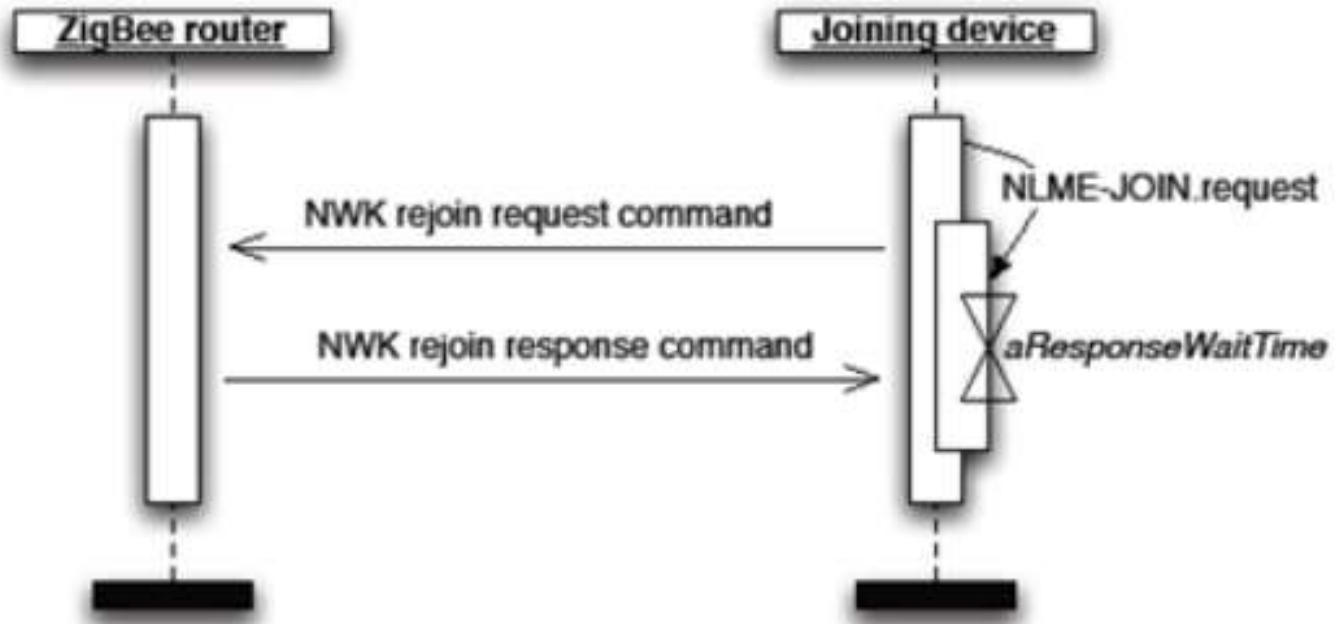 ZigBee router
Joining device
NLME-JOIN.request
NWK rejoin request command
NWK rejoin response command
aResponseWaitTime